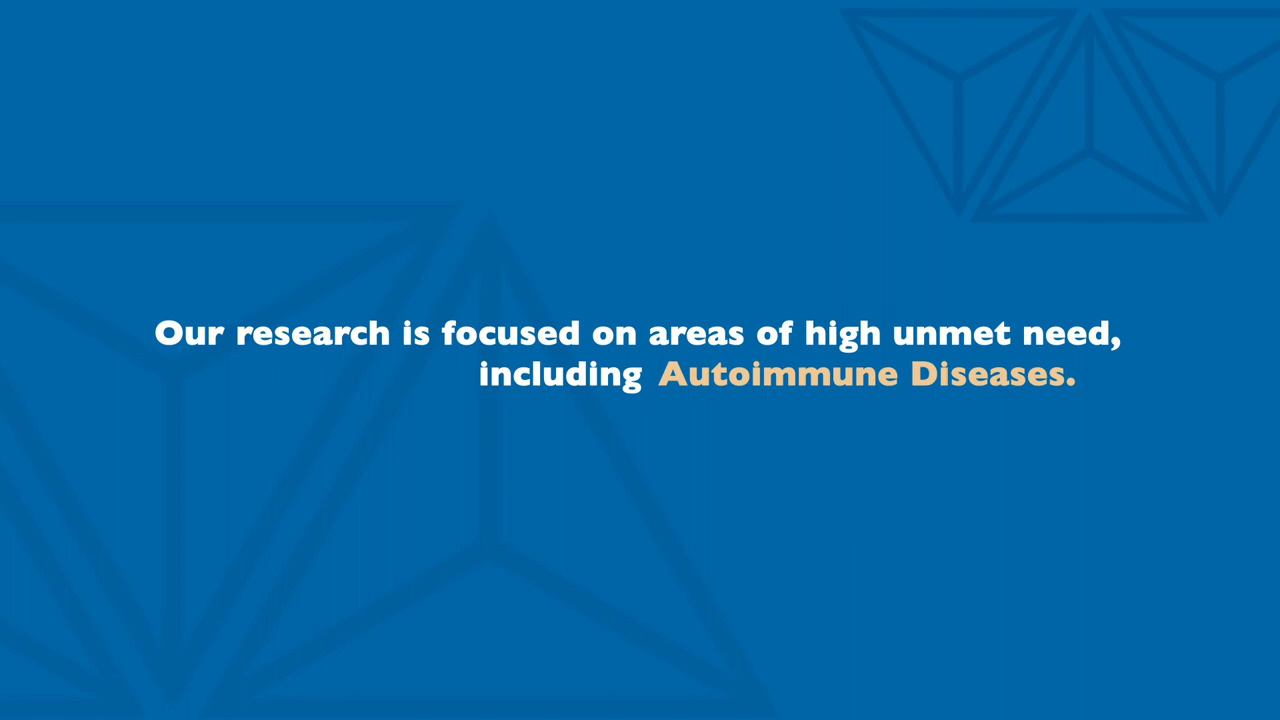 Our research is focused on areas of high unmet need,
including Autoimmune Diseases.